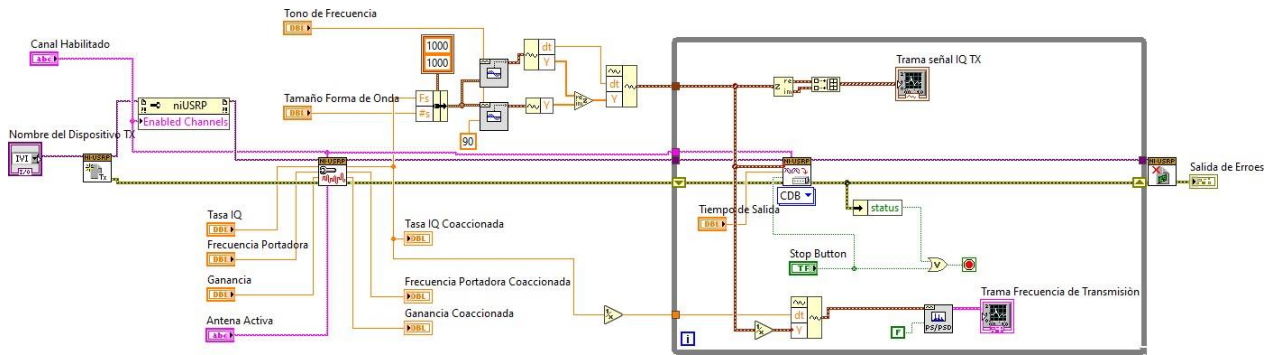 Tono de Frecuencia
DBL
Canal Habilitado
abc
1000
1000
dt
Y
dt
Y
Y
Trama señal IQ TX
re
im
Tamaño Forma de Onda
DBL
Fs
#s
niUSRP
Enabled Channels
90
Nombre del Dispositivo TX
IVI
I/O
NI-USRP
Tx
NI-USRP
NI-USRP
NI-USRP
Salida de Erroes
CDB
Tiempo de Salida
DBL
status
Tasa IQ
DBL
Tasa IQ Coaccionada
DBL
Frecuencia Portadora
DBL
Stop Button
TF
Ganancia
DBL
Frecuencia Portadora Coaccionada
DBL
Trama Frecuencia de Transmisiòn
Ganancia Coaccionada
DBL
dt
Y
Antena Activa
abc
F
PS/PSD
i